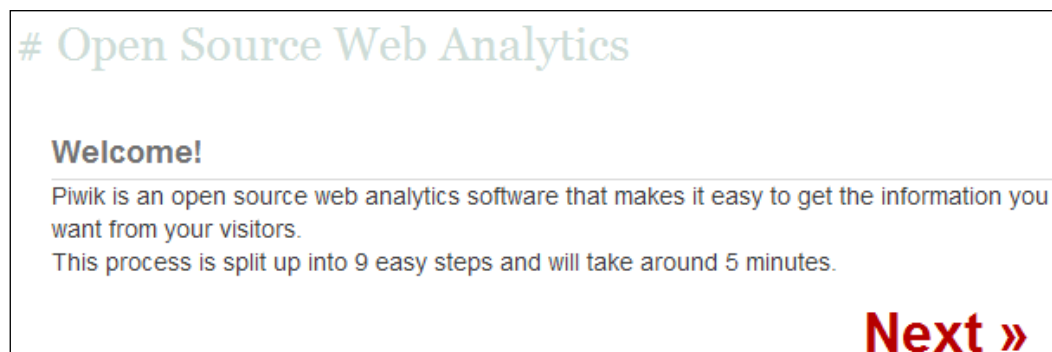 # Open Source Web Analytics
Welcome!
Piwik is an open source web analytics software that makes it easy to get the information you
want from your visitors.
This process is split up into 9 easy steps and will take around 5 minutes.
Next »